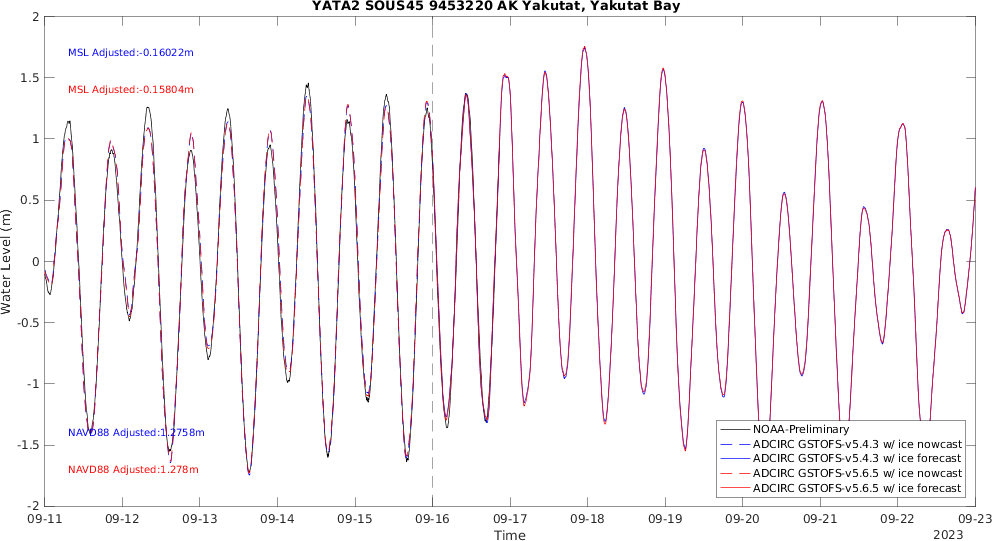 YATA2 SOUS45 9453220 AK Yakutat, Yakutat Bay
2
1.5
1
0.5
0
-0.5
-1
-1.5
-2
Water Level (m)
MSL Adjusted:-0.16022m
MSL Adjusted:-0.15804m
NAVD88 Adjusted:1.2758m
NAVD88 Adjusted:1.278m
NOAA-Preliminary
ADCIRC GSTOFS-v5.4.3 w/ ice nowcast
ADCIRC GSTOFS-v5.4.3 w/ ice forecast
ADCIRC GSTOFS-v5.6.5 w/ ice nowcast
ADCIRC GSTOFS-v5.6.5 w/ ice forecast
09-11 09-12 09-13 09-14 09-15 09-16 09-17 09-18 09-19 09-20 09-21 09-22 09-23
Time
2023